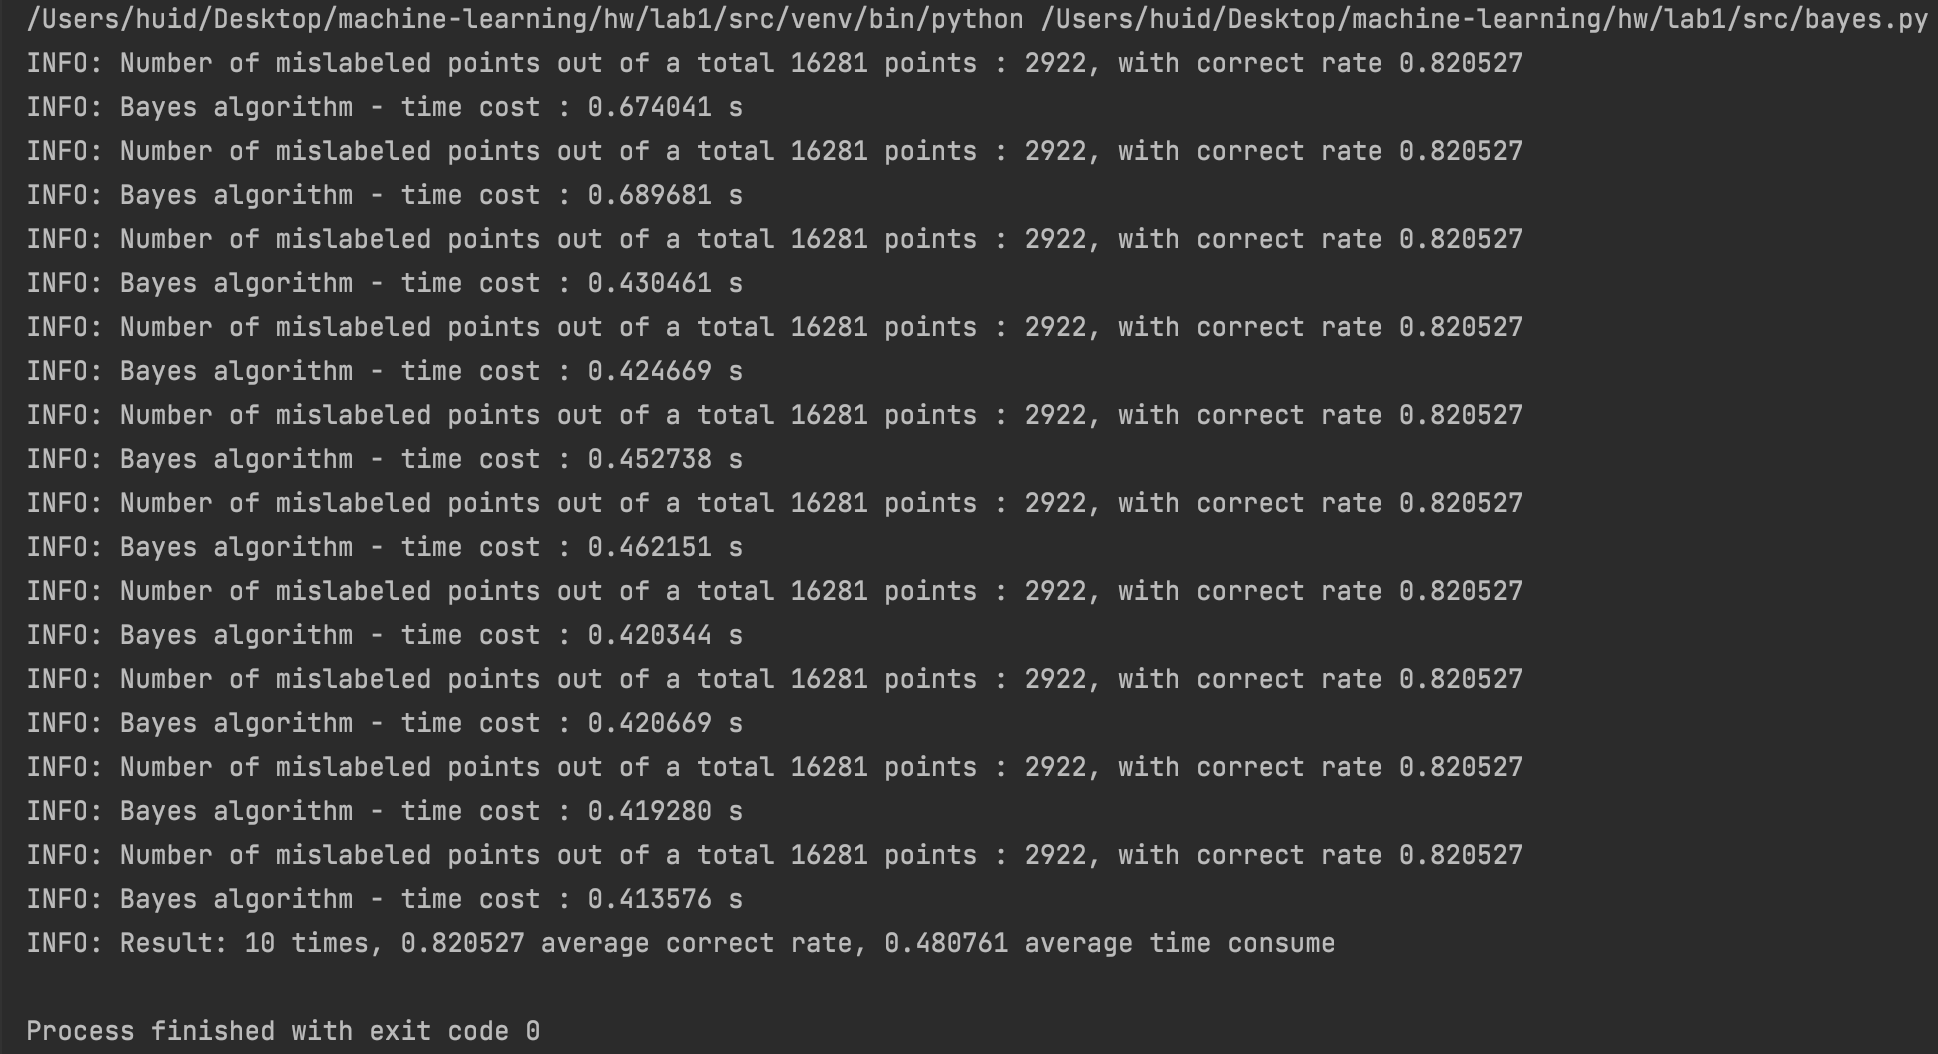 /Users/huid/Desktop/machine-learning/hw/lab1/src/venv/bin/python /Users/huid/Desktop/machine-learning/hw/lab1/src/bayes.py
INFO: Number of mislabeled points out of a total 16281 points : 2922, with correct rate 0.820527
INFO: Bayes algorithm - time cost : 0.674041 s
INFO: Number of mislabeled points out of a total 16281 points : 2922, with correct rate 0.820527
INFO: Bayes algorithm - time cost : 0.689681 s
INFO: Number of mislabeled points out of a total 16281 points : 2922, with correct rate 0.820527
INFO: Bayes algorithm - time cost : 0.430461 s
INFO: Number of mislabeled points out of a total 16281 points : 2922, with correct rate 0.820527
INFO: Bayes algorithm - time cost : 0.424669 s
INFO: Number of mislabeled points out of a total 16281 points : 2922, with correct rate 0.820527
INFO: Bayes algorithm - time cost : 0.452738 s
INFO: Number of mislabeled points out of a total 16281 points : 2922, with correct rate 0.820527
INFO: Bayes algorithm - time cost : 0.462151 s
INFO: Number of mislabeled points out of a total 16281 points : 2922, with correct rate 0.820527
INFO: Bayes algorithm - time cost : 0.420344 s
INFO: Number of mislabeled points out of a total 16281 points : 2922, with correct rate 0.820527
INFO: Bayes algorithm - time cost : 0.420669 s
INFO: Number of mislabeled points out of a total 16281 points : 2922, with correct rate 0.820527
INFO: Bayes algorithm - time cost : 0.419280 s
INFO: Number of mislabeled points out of a total 16281 points : 2922, with correct rate 0.820527
INFO: Bayes algorithm - time cost : 0.413576 s
INFO: Result: 10 times, 0.820527 average correct rate, 0.480761 average time consume
Process finished with exit code 0